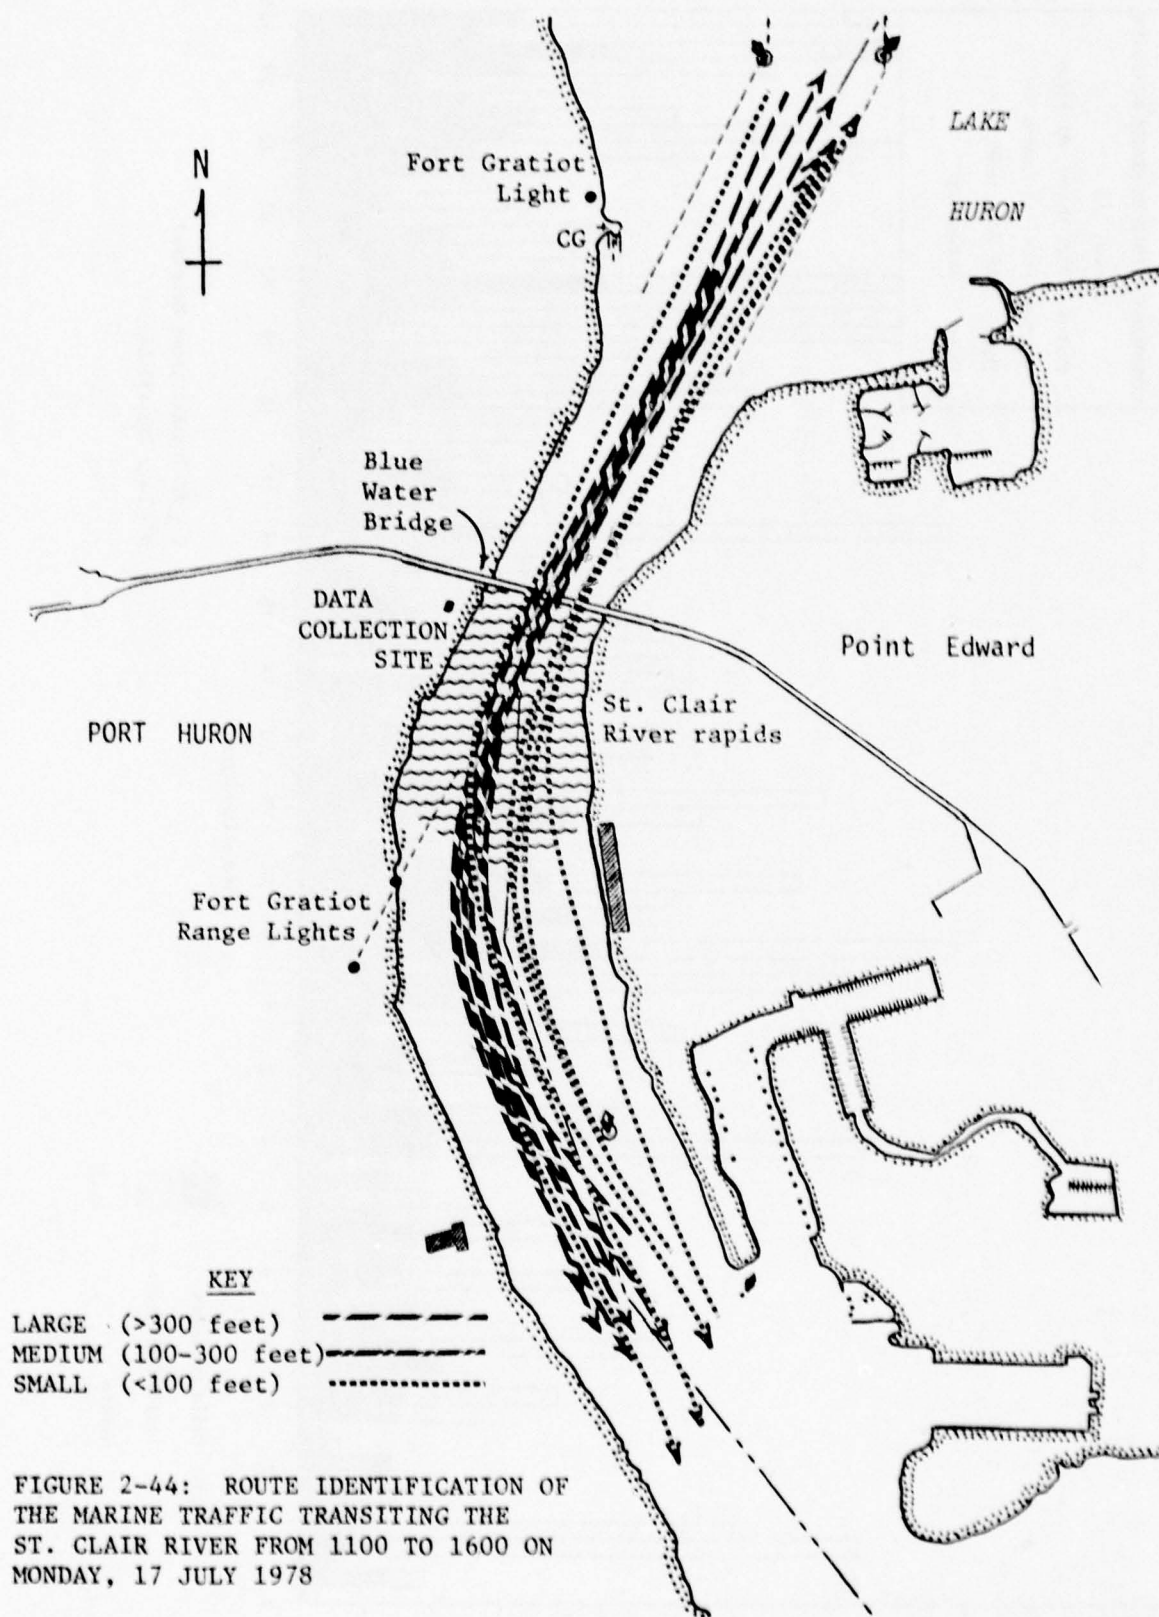 LAKE
HURON
N
Fort Gratiot
Light
CG
Blue
Water
Bridge
DATA
COLLECTION
SITE
Point Edward
St. Clair
River rapids
PORT HURON
Fort Gratiot
Range Lights
KEY
LARGE (>300 feet)
MEDIUM (100-300 feet)
SMALL (<100 feet)
FIGURE 2-44: ROUTE IDENTIFICATION OF
THE MARINE TRAFFIC TRANSITING THE
ST. CLAIR RIVER FROM 1100 TO 1600 ON
MONDAY, 17 JULY 1978